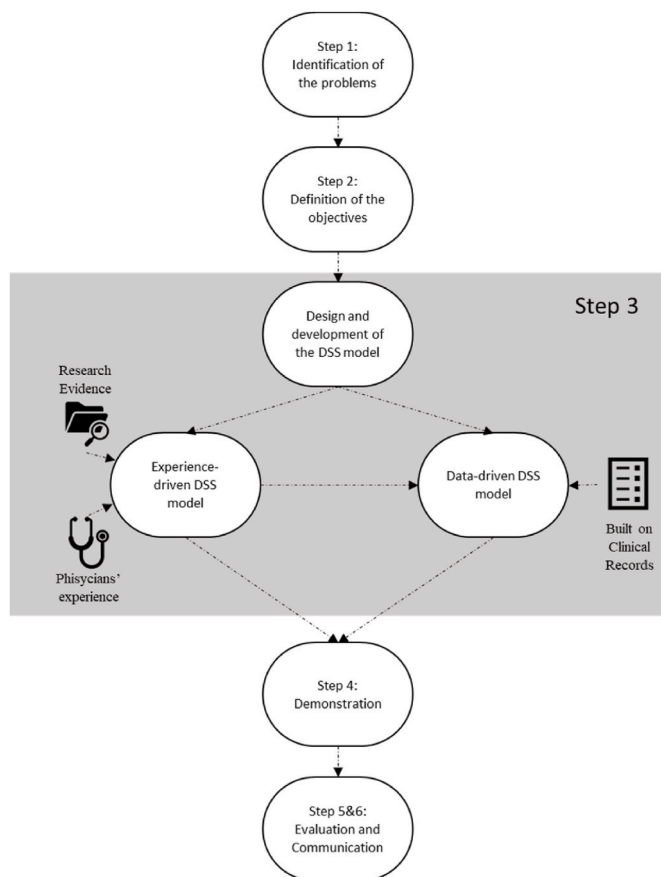 Step 1:
Identification of
the problems
Step 2:
Definition of the
objectives
Step 3
Design and
development of
the DSS model
Research
Evidence
Experience-
driven DSS
model
Data-driven DSS
model
Phisycians'
experience
Built on
Clinical
Records
Step 4:
Demonstration
Step 5&6:
Evaluation and
Communication